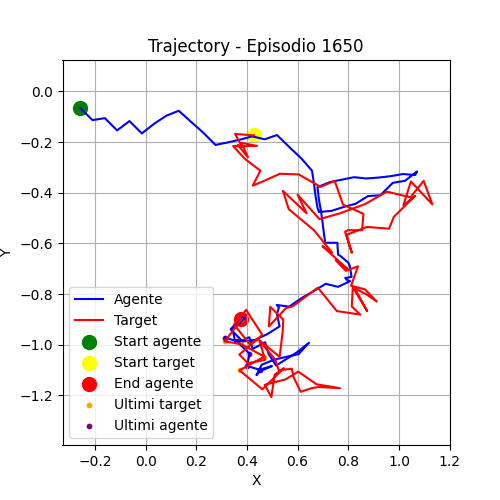 Trajectory - Episodio 1650
0.0
−0.2
−0.4
−0.6
−0.8
−1.0
−1.2
Y
Agente
Target
Start agente
Start target
End agente
Ultimi target
Ultimi agente
−0.2
0.0
0.2
0.4
0.6
0.8
1.0
1.2
X